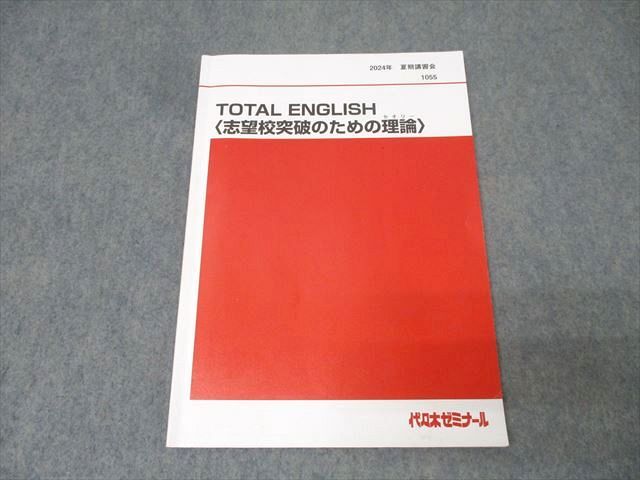 2024年 夏期講習会
1055
TOTAL ENGLISH
セオリー
〈志望校突破のための理論〉
代々木ゼミナール